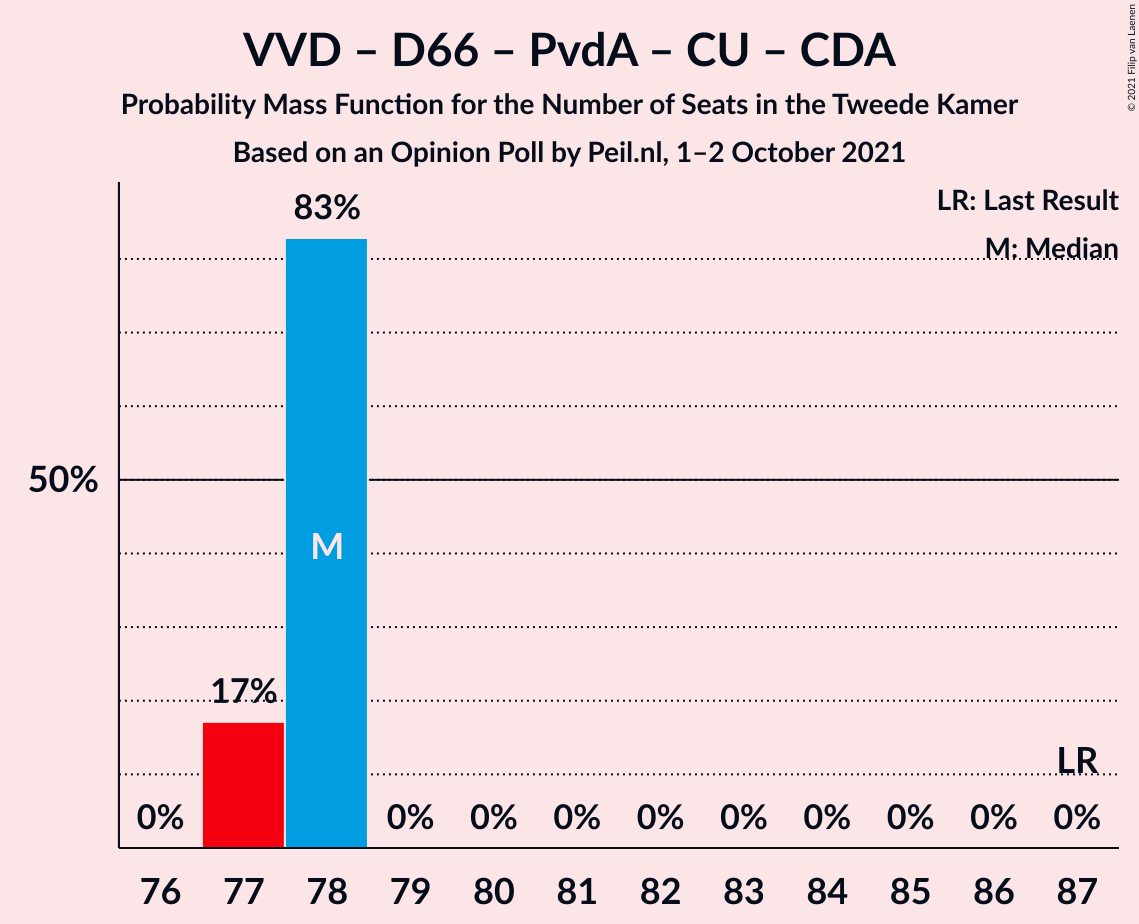 VVD – D66 – PvdA – CU – CDA
Probability Mass Function for the Number of Seats in the Tweede Kamer
Based on an Opinion Poll by Peil.nl, 1–2 October 2021
© 2021 Filip van Laenen
LR: Last Result
M: Median
83%
50%
M
17%
LR
0% 0% 0% 0% 0% 0% 0% 0% 0% 0%
76 77 78 79 80 81 82 83 84 85 86 87